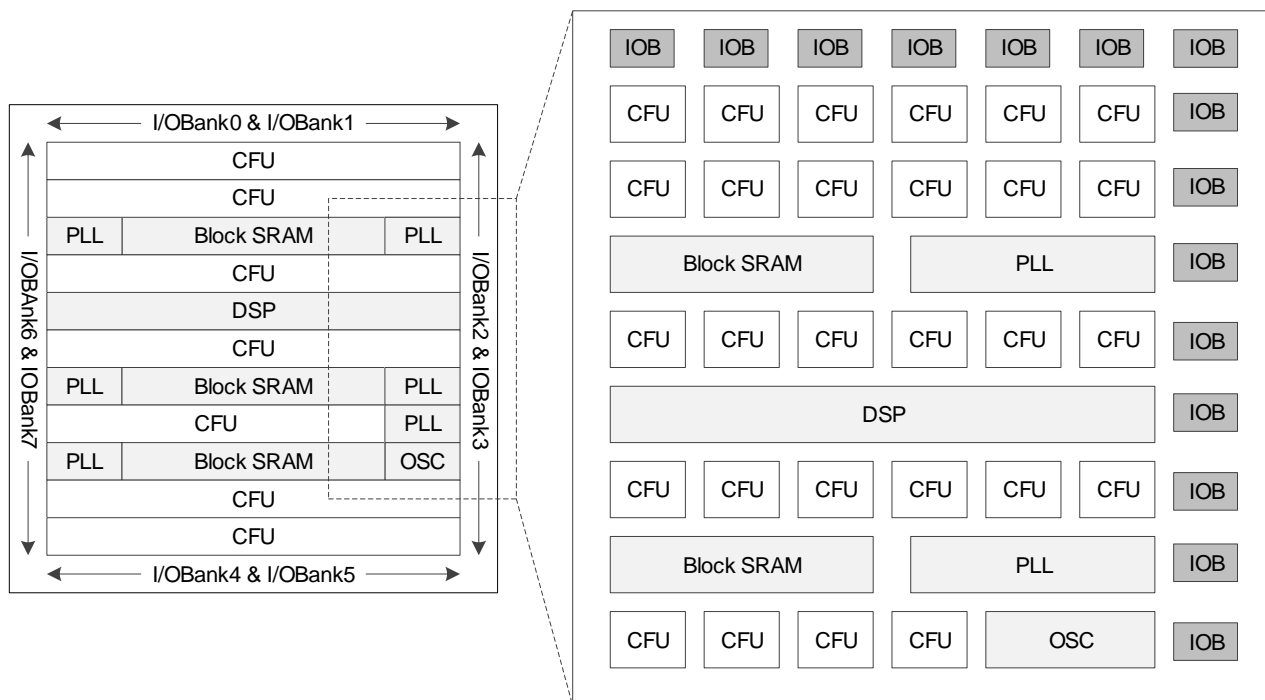 I/OBank0 & I/OBank1
I/OBAnk6 & IOBank7
CFU
CFU
PLL Block SRAM PLL
CFU
DSP
CFU
PLL Block SRAM PLL
CFU PLL
PLL Block SRAM OSC
CFU
CFU
I/OBank2 & IOBank3
I/OBank4 & I/OBank5
IOB IOB IOB IOB IOB IOB IOB
CFU CFU CFU CFU CFU CFU IOB
CFU CFU CFU CFU CFU CFU IOB
Block SRAM PLL IOB
CFU CFU CFU CFU CFU CFU IOB
DSP IOB
CFU CFU CFU CFU CFU CFU IOB
Block SRAM PLL IOB
CFU CFU CFU CFU OSC IOB